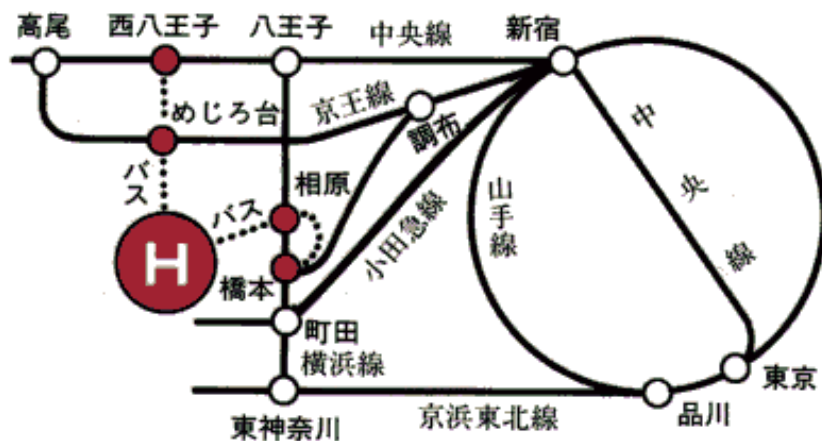 高尾
西八王子
八王子
中央線
新宿
めじろ台
京王線
調布
中央線
バス
相原
バス
小田急線
山手線
H
橋本
町田
横浜線
東京
東神奈川
京浜東北線
品川